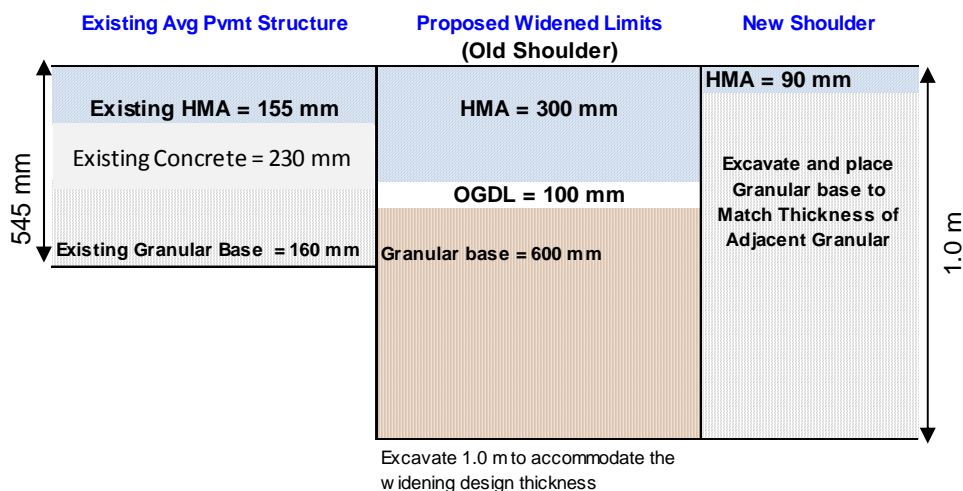 Existing Avg Pvmt Structure
Proposed Widened Limits
(Old Shoulder)
New Shoulder
545 mm
Existing HMA = 155 mm
Existing Concrete = 230 mm
Existing Granular Base = 160 mm
HMA = 300 mm
OGDL = 100 mm
Granular base = 600 mm
Excavate 1.0 m to accommodate the
widening design thickness
HMA = 90 mm
Excavate and place
Granular base to
Match Thickness of
Adjacent Granular
1.0 m